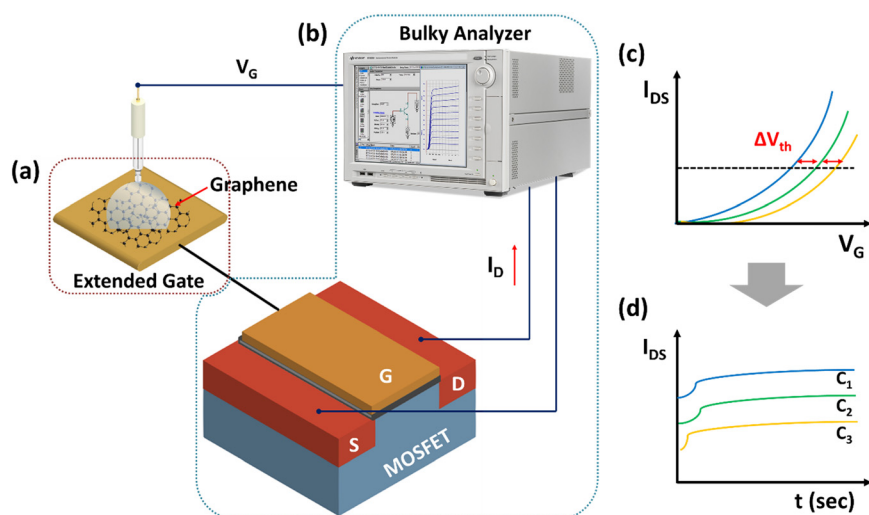 (b)
Bulky Analyzer
V_G
(a)
Graphene
Extended Gate
I_D
G
D
S
MOSFET
(c)
I_DS
ΔV_th
V_G
(d)
I_DS
C_1
C_2
C_3
t (sec)